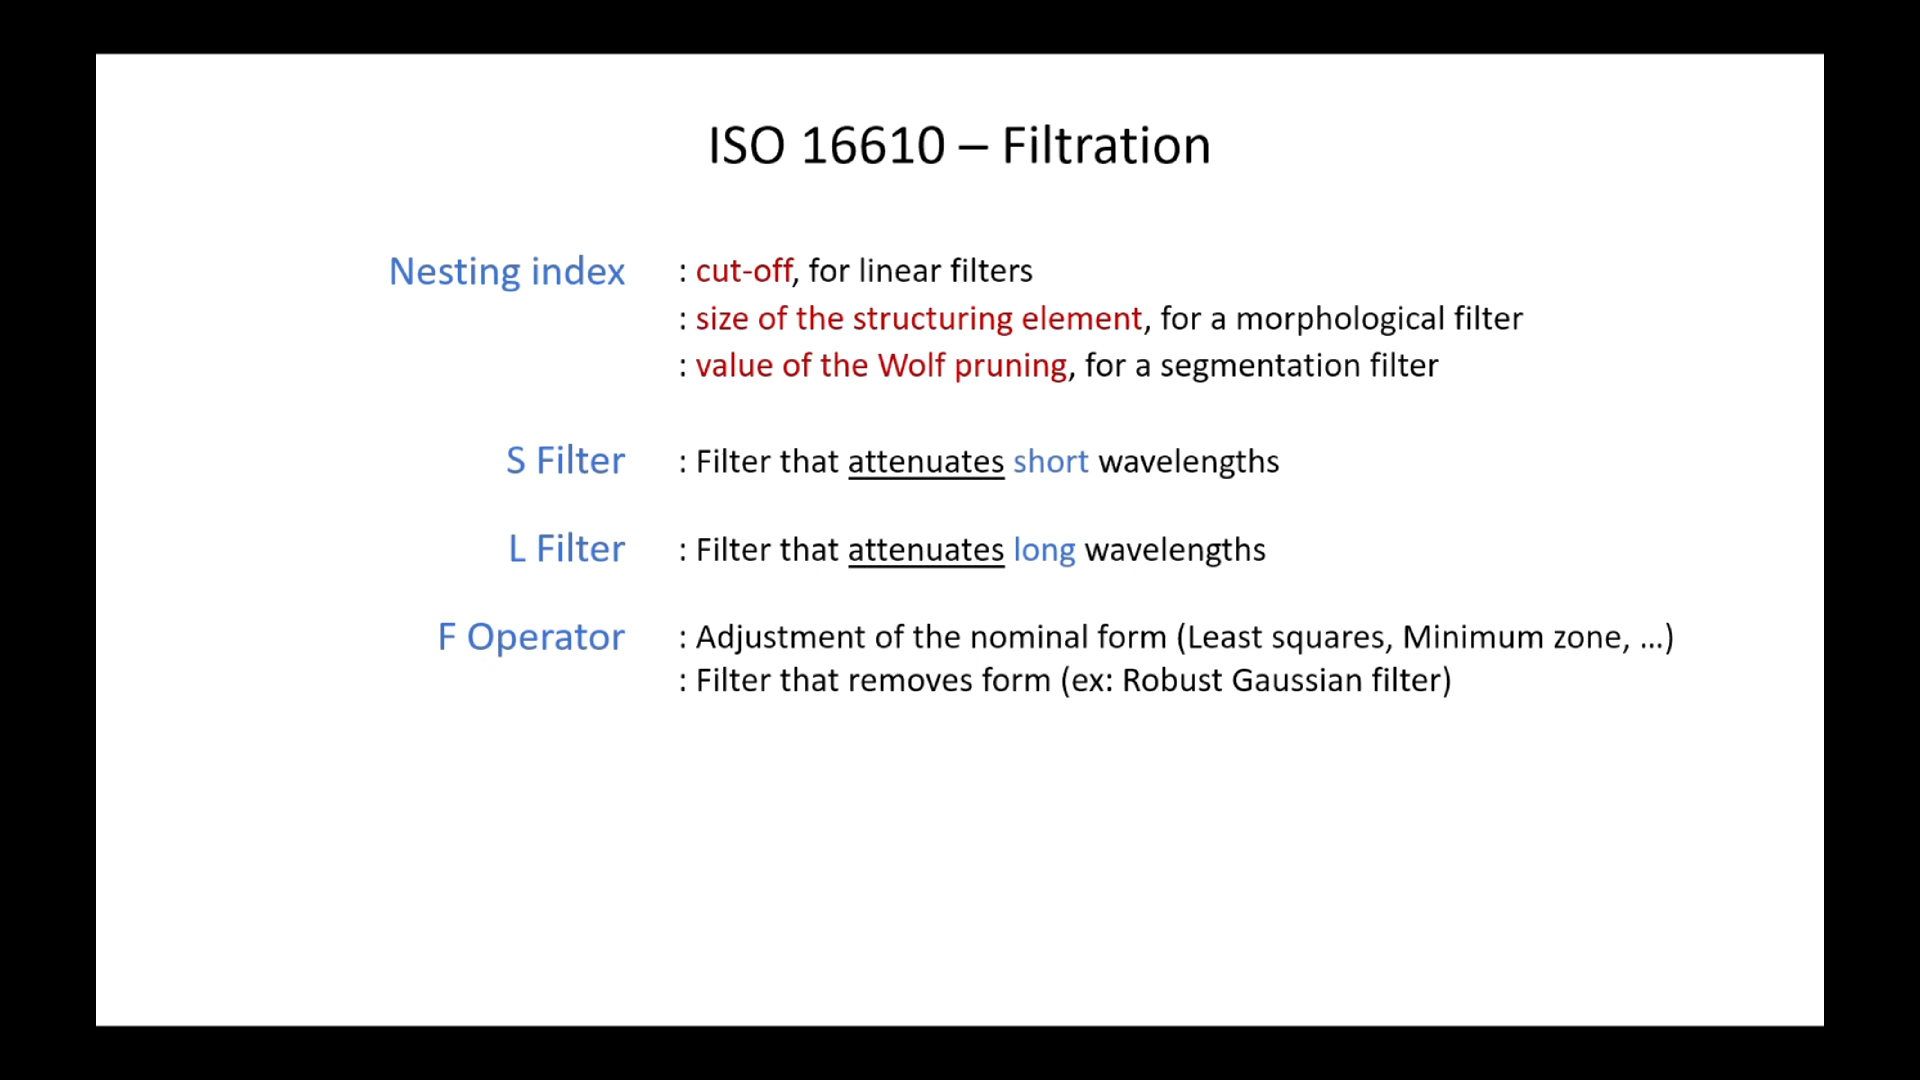 ISO 16610 – Filtration
Nesting index : cut-off, for linear filters
: size of the structuring element, for a morphological filter
: value of the Wolf pruning, for a segmentation filter
S Filter : Filter that attenuates short wavelengths
L Filter : Filter that attenuates long wavelengths
F Operator : Adjustment of the nominal form (Least squares, Minimum zone, ...)
: Filter that removes form (ex: Robust Gaussian filter)